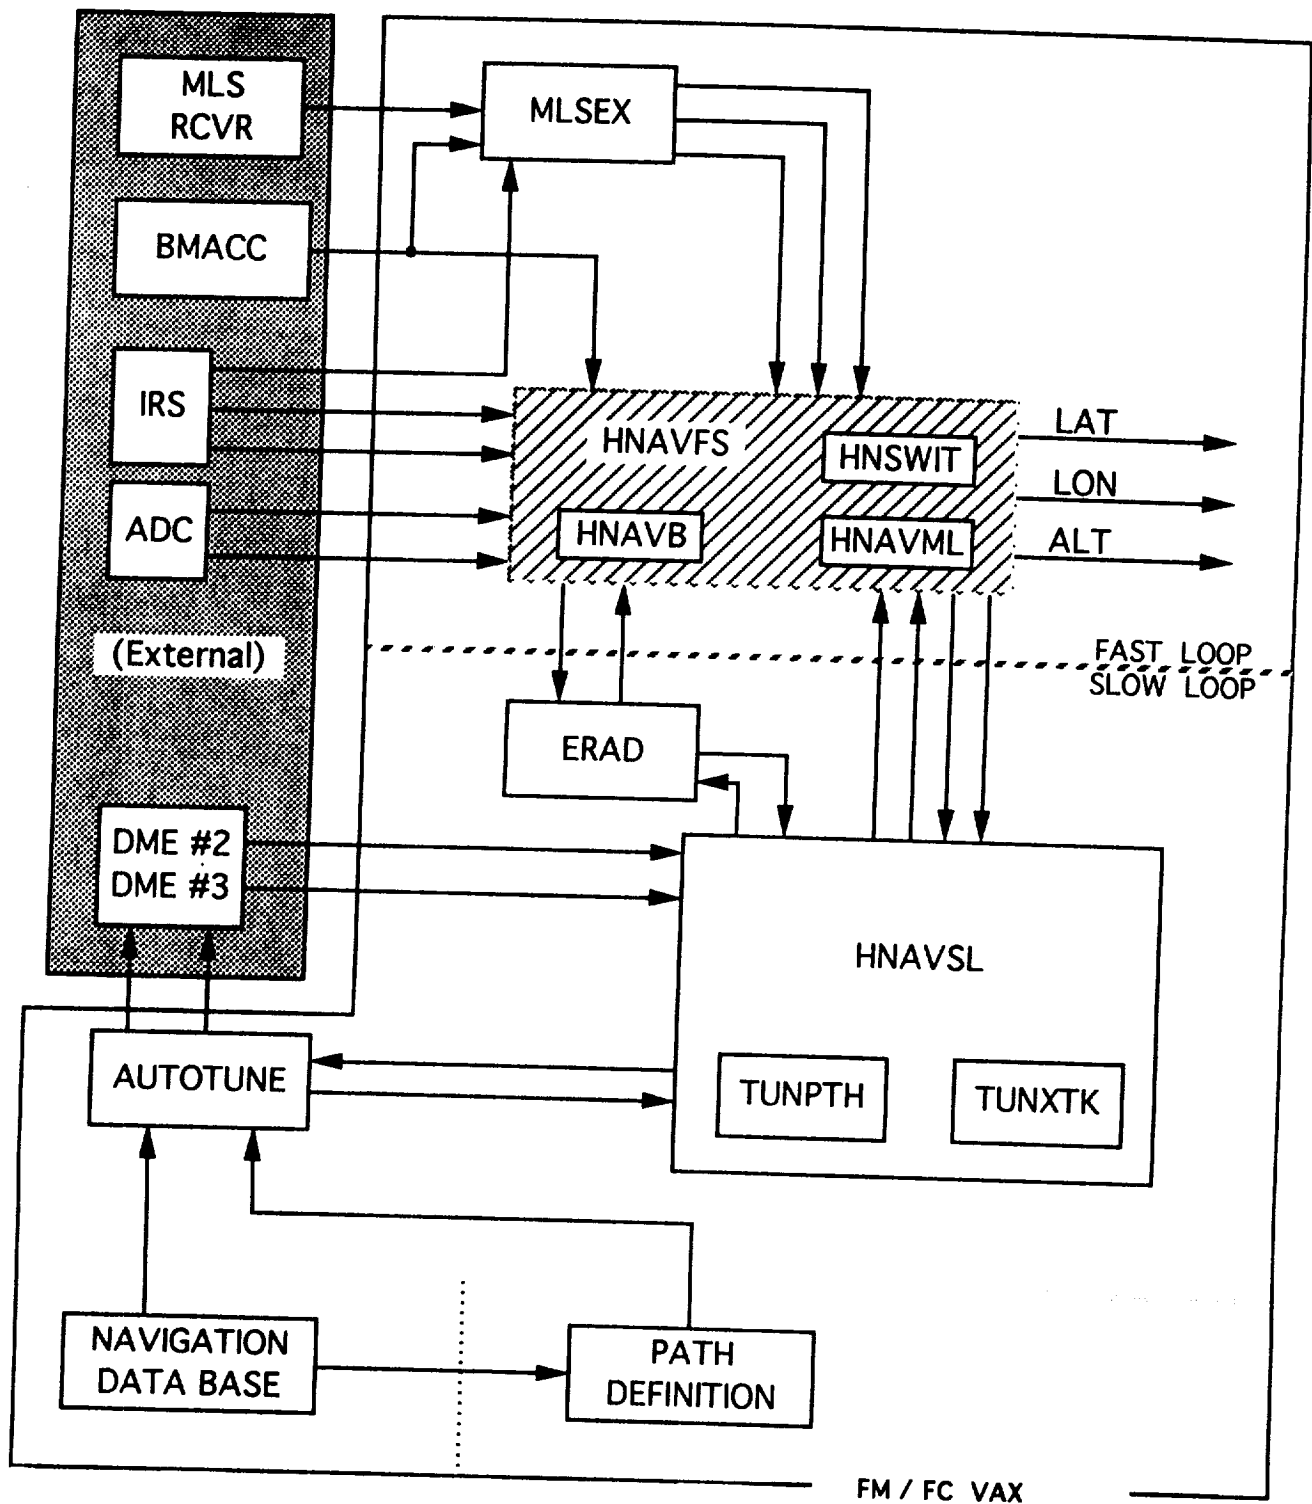 MLS
RCVR
MLSEX
BMACC
IRS
HNAVFS
HNSWIT
LAT
LON
ADC
HNAVB
HNAVML
ALT
(External)
FAST LOOP
SLOW LOOP
ERAD
DME #2
DME #3
HNAVSL
AUTOTUNE
TUNPTH
TUNXTK
NAVIGATION
DATA BASE
PATH
DEFINITION
FM / FC VAX